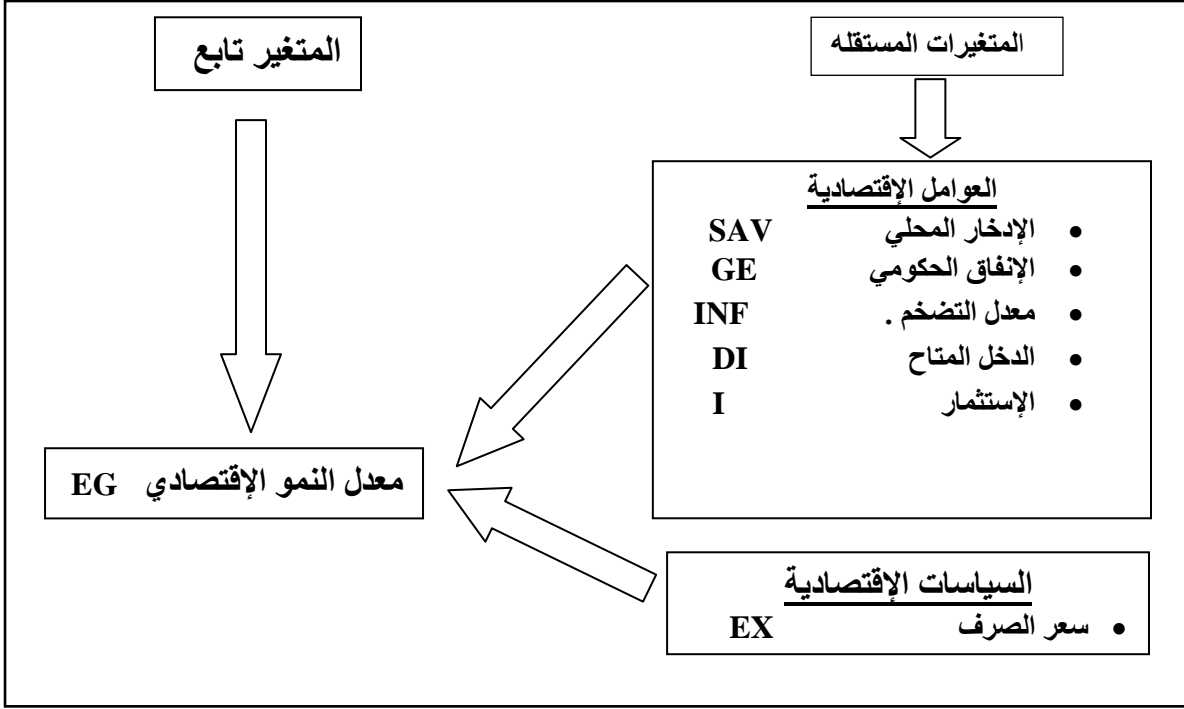 المتغيرات المستقله
المتغير تابع
العوامل الإقتصادية
• الإدخار المحلي SAV
• الإنفاق الحكومي GE
• معدل التضخم . INF
• الدخل المتاح DI
• الإستثمار I
معدل النمو الإقتصادي EG
السياسات الإقتصادية
• سعر الصرف EX